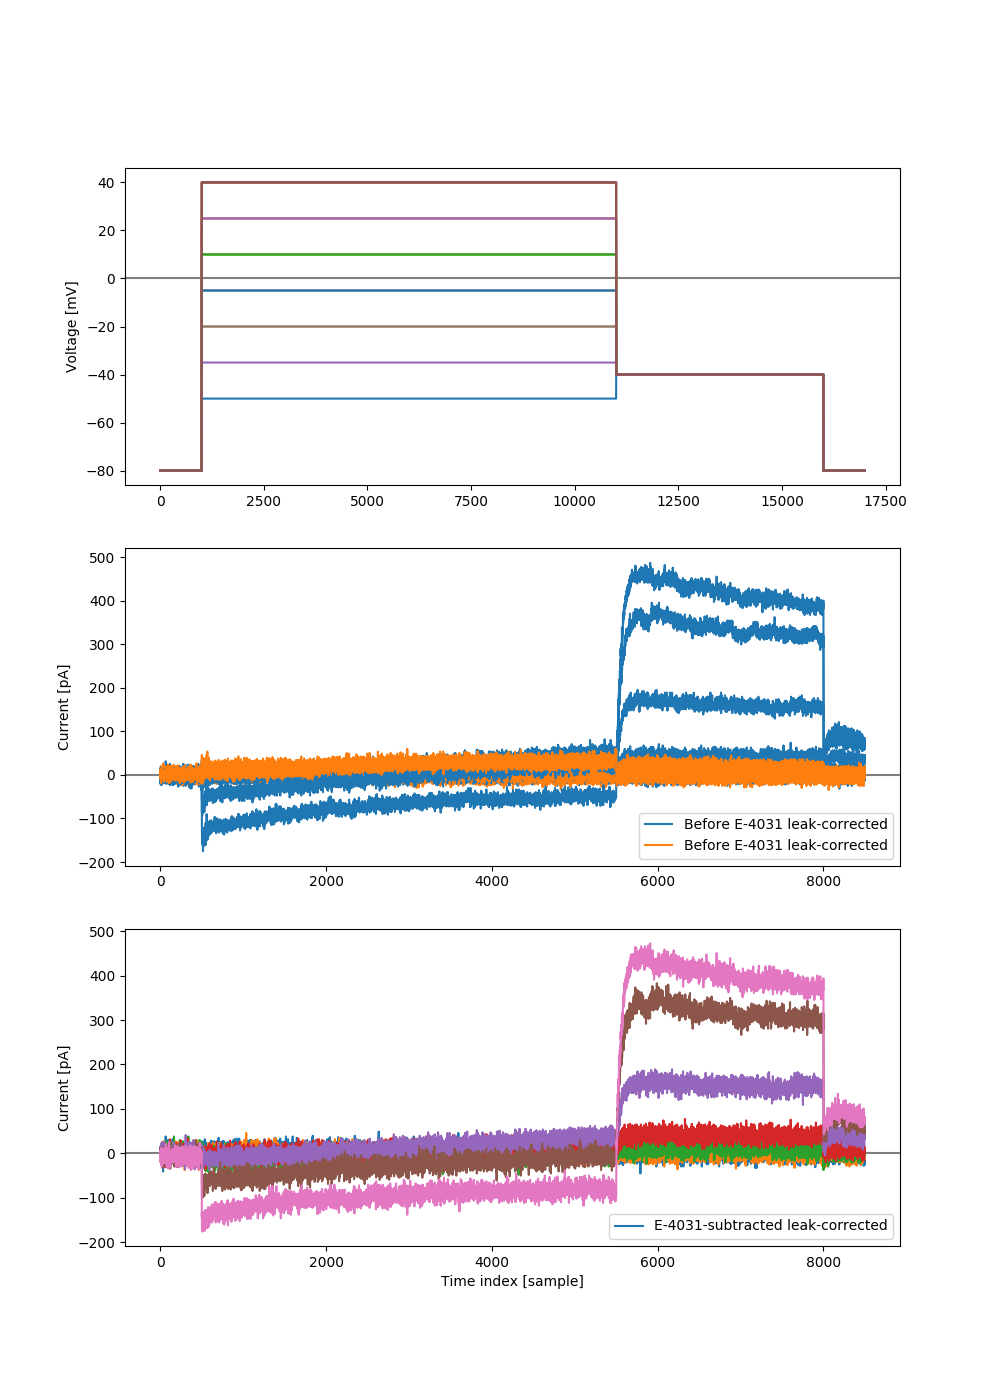 40
20
0
−20
−40
−60
−80
Voltage [mV]
0 2500 5000 7500 10000 12500 15000 17500
500
400
300
200
100
0
−100
−200
Current [pA]
Before E-4031 leak-corrected
Before E-4031 leak-corrected
0 2000 4000 6000 8000
500
400
300
200
100
0
−100
−200
Current [pA]
E-4031-subtracted leak-corrected
0 2000 4000 6000 8000
Time index [sample]